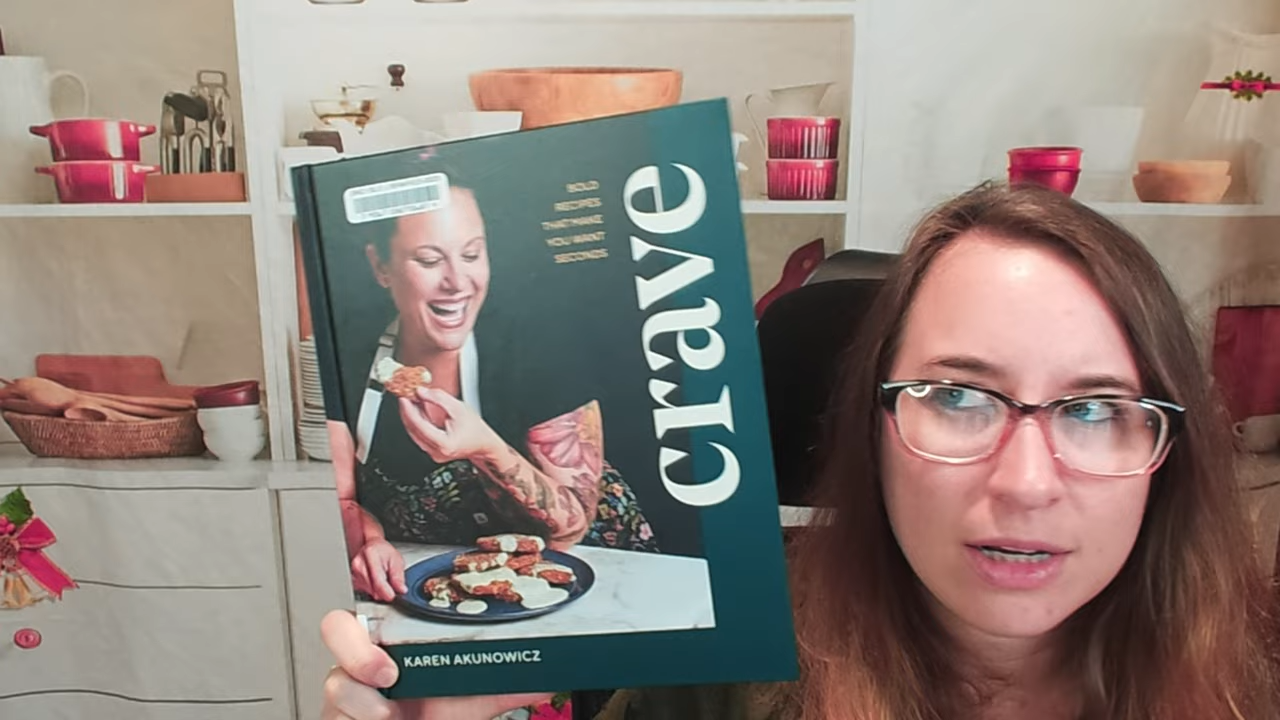 BOLD
RECIPES
THAT MAKE
YOU WANT
SECONDS
crave
KAREN AKUNOWICZ